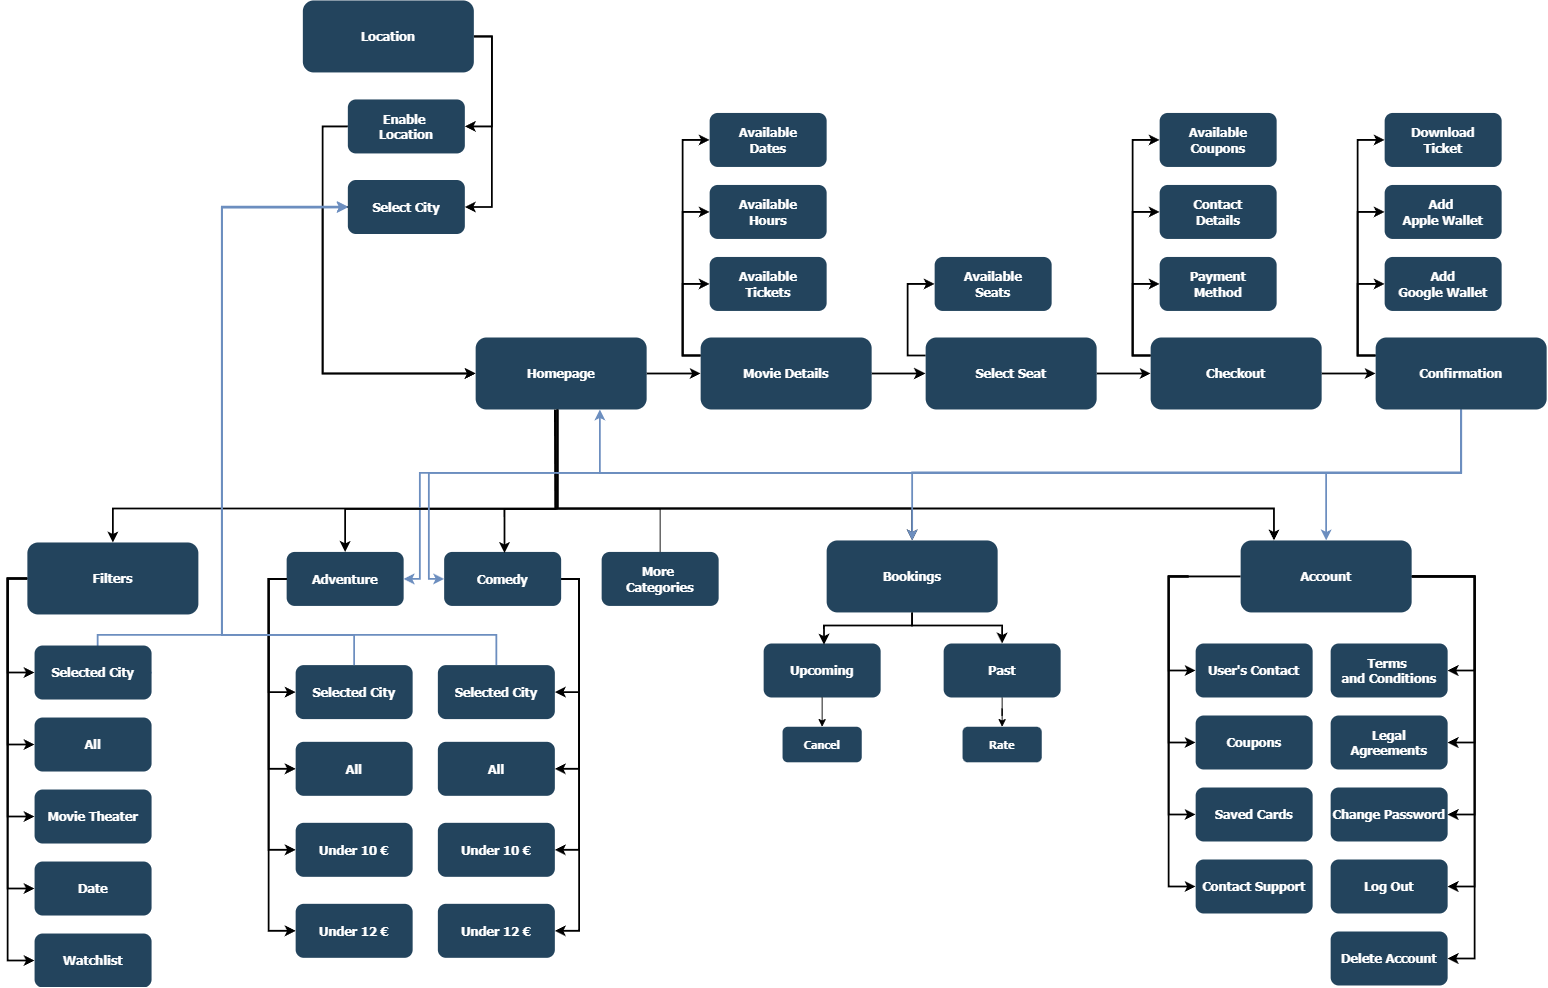 Location
Enable
Location
Select City
Available
Dates
Available
Hours
Available
Tickets
Available
Seats
Available
Coupons
Contact
Details
Payment
Method
Download
Ticket
Add
Apple Wallet
Add
Google Wallet
Homepage
Movie Details
Select Seat
Checkout
Confirmation
Filters
Adventure
Comedy
More
Categories
Bookings
Account
Selected City
All
Movie Theater
Date
Watchlist
Selected City
All
Under 10 €
Under 12 €
Selected City
All
Under 10 €
Under 12 €
Upcoming
Cancel
Past
Rate
User's Contact
Coupons
Saved Cards
Contact Support
Terms
and Conditions
Legal
Agreements
Change Password
Log Out
Delete Account